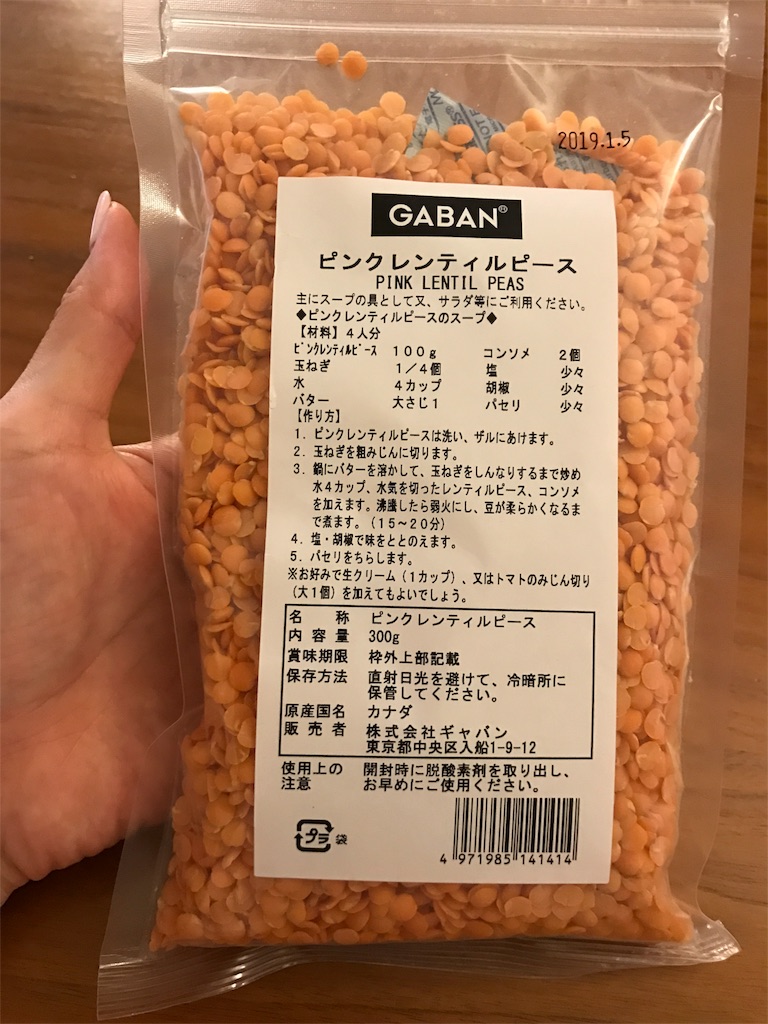 2019.1.5
GABAN®
ピンクレンティルピース
PINK LENTIL PEAS
主にスープの具として又、サラダ等にご利用ください。
◆ピンクレンティルピースのスープ◆
【材料】4人分
ピンクレンティルピース 100g コンソメ 2個
玉ねぎ 1/4個 塩 少々
水 4カップ 胡椒 少々
バター 大さじ1 パセリ 少々
【作り方】
1. ピンクレンティルピースは洗い、ザルにあけます。
2. 玉ねぎを粗みじんに切ります。
3. 鍋にバターを溶かして、玉ねぎをしんなりするまで炒め
水4カップ、水気を切ったレンティルピース、コンソメ
を加えます。沸騰したら弱火にし、豆が柔らかくなるま
で煮ます。(15~20分)
4. 塩・胡椒で味をととのえます。
5. パセリをちらします。
※お好みで生クリーム(1カップ)、又はトマトのみじん切り
(大1個)を加えてもよいでしょう。
名称 ピンクレンティルピース
内容量 300g
賞味期限 枠外上部記載
保存方法 直射日光を避けて、冷暗所に
保管してください。
原産国名 カナダ
販売者 株式会社ギャバン
東京都中央区入船1-9-12
使用上の 開封時に脱酸素剤を取り出し、
注意 お早めにご使用ください。
プラ 袋
4 971985 141414